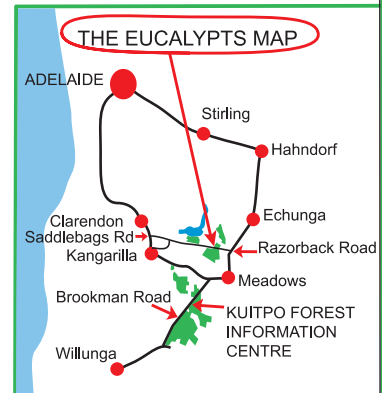 THE EUCALYPTS MAP
ADELAIDE
Stirling
Hahndorf
Clarendon
Echunga
Saddlebags Rd
Razorback Road
Kangarilla
Meadows
Brookman Road
KUITPO FOREST
INFORMATION
CENTRE
Willunga